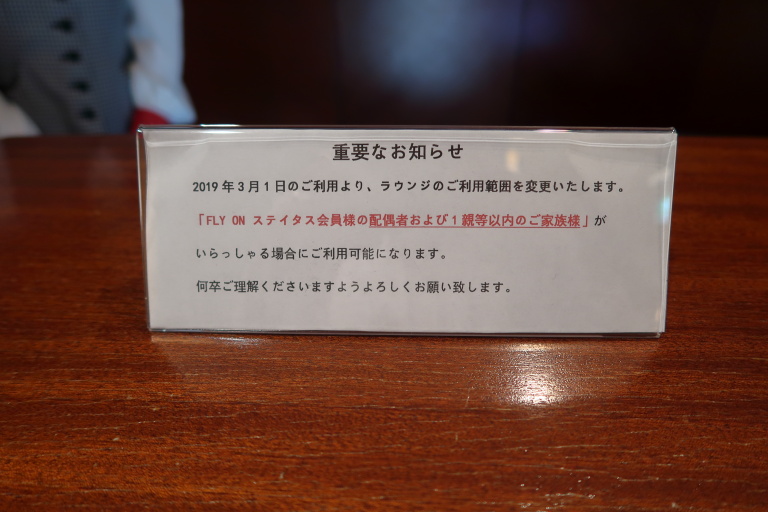 重要なお知らせ
2019年3月1日のご利用より、ラウンジのご利用範囲を変更いたします。
「FLY ON ステイタス会員様の配偶者および1親等以内のご家族様」が
いらっしゃる場合にご利用可能になります。
何卒ご理解くださいますようよろしくお願い致します。